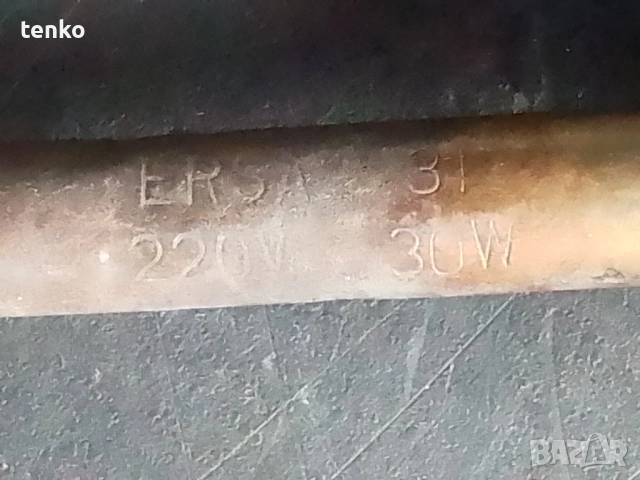 tenko
ERSA 31
220V 30W
BAZAR